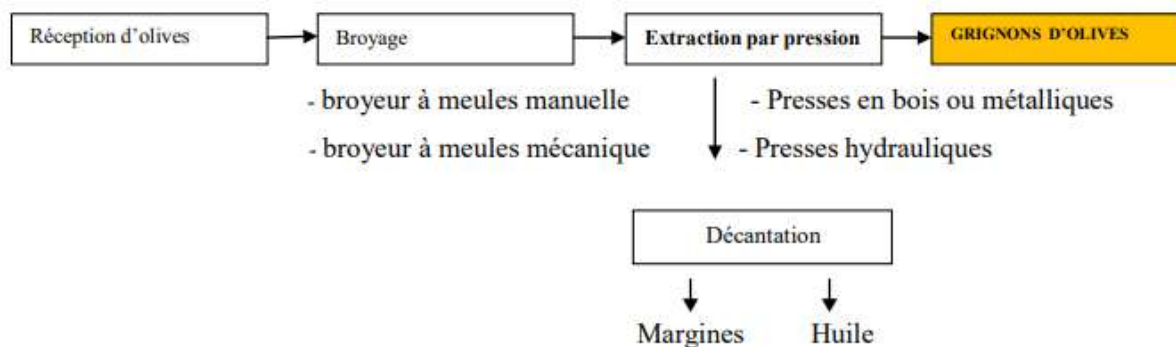 Réception d'olives
Broyage
Extraction par pression
GRIGNONS D'OLIVES
- broyeur à meules manuelle
- Presses en bois ou métalliques
- broyeur à meules mécanique
- Presses hydrauliques
Décantation
Margines
Huile